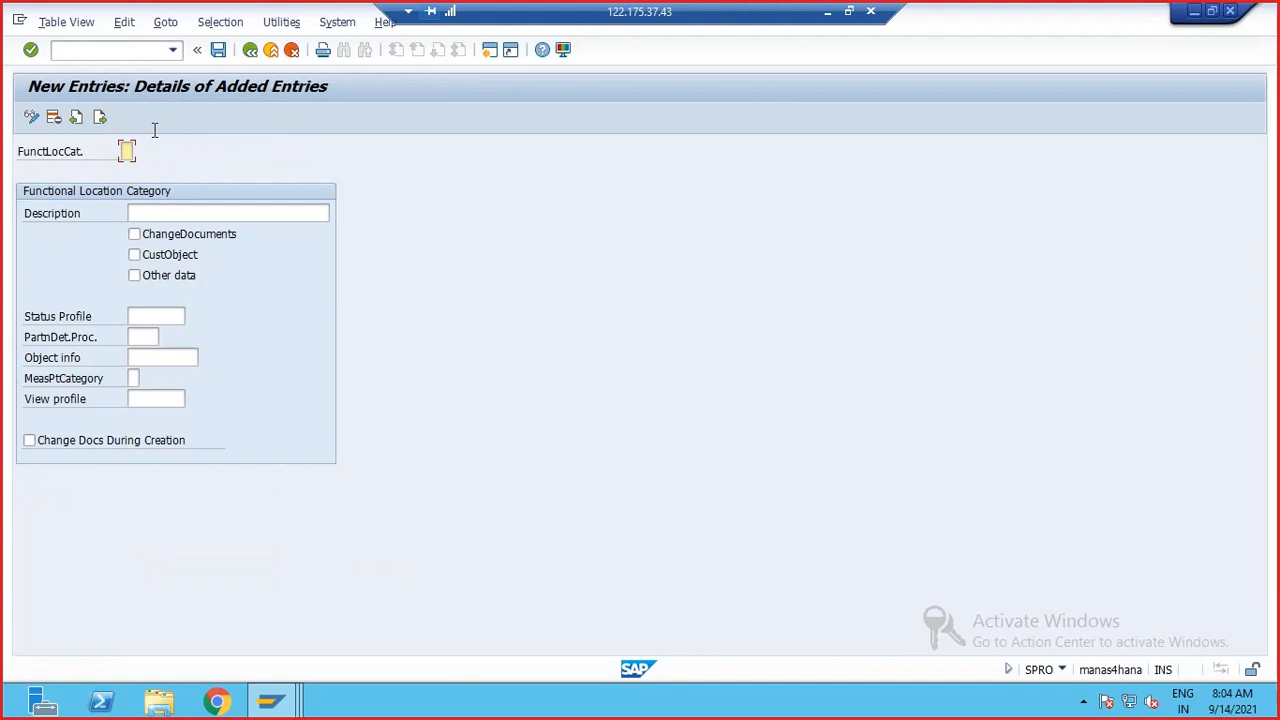 122.175.37.43
Table View Edit Goto Selection Utilities System Help
New Entries: Details of Added Entries
FunctLocCat.
Functional Location Category
Description
ChangeDocuments
CustObject
Other data
Status Profile
PartnDet.Proc.
Object info
MeasPtCategory
View profile
Change Docs During Creation
Activate Windows
Go to Action Center to activate Windows.
SAP
SPRO manas4hana INS
ENG 8:04 AM
IN 9/14/2021